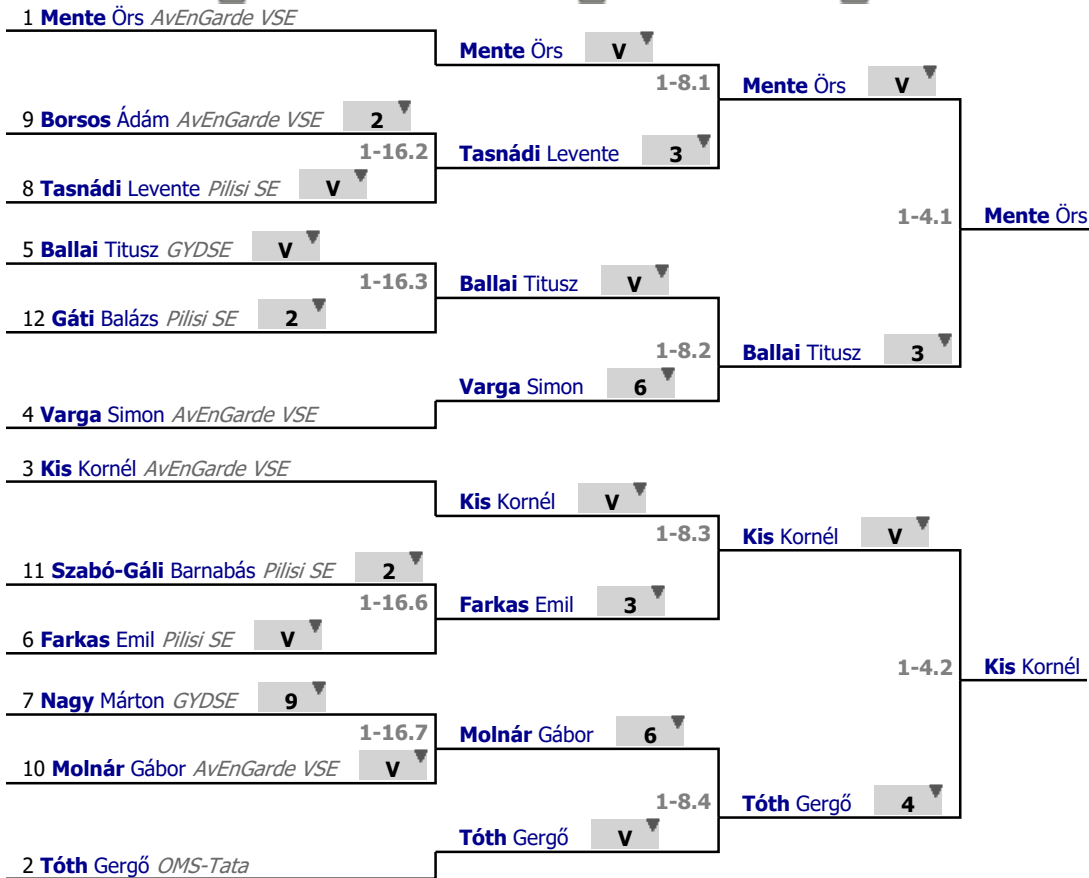 1 Mente Örs AvEnGarde VSE
Mente Örs V
1-8.1
Mente Örs V
9 Borsos Ádám AvEnGarde VSE 2
1-16.2
Tasnádi Levente 3
8 Tasnádi Levente Pilisi SE V
1-4.1
Mente Örs
5 Ballai Titusz GYDSE V
1-16.3
Ballai Titusz V
12 Gáti Balázs Pilisi SE 2
1-8.2
Ballai Titusz 3
Varga Simon 6
4 Varga Simon AvEnGarde VSE
3 Kis Kornél AvEnGarde VSE
Kis Kornél V
1-8.3
Kis Kornél V
11 Szabó-Gáli Barnabás Pilisi SE 2
1-16.6
Farkas Emil 3
6 Farkas Emil Pilisi SE V
1-4.2
Kis Kornél
7 Nagy Márton GYDSE 9
1-16.7
Molnár Gábor 6
10 Molnár Gábor AvEnGarde VSE V
1-8.4
Tóth Gergő 4
Tóth Gergő V
2 Tóth Gergő OMS-Tata